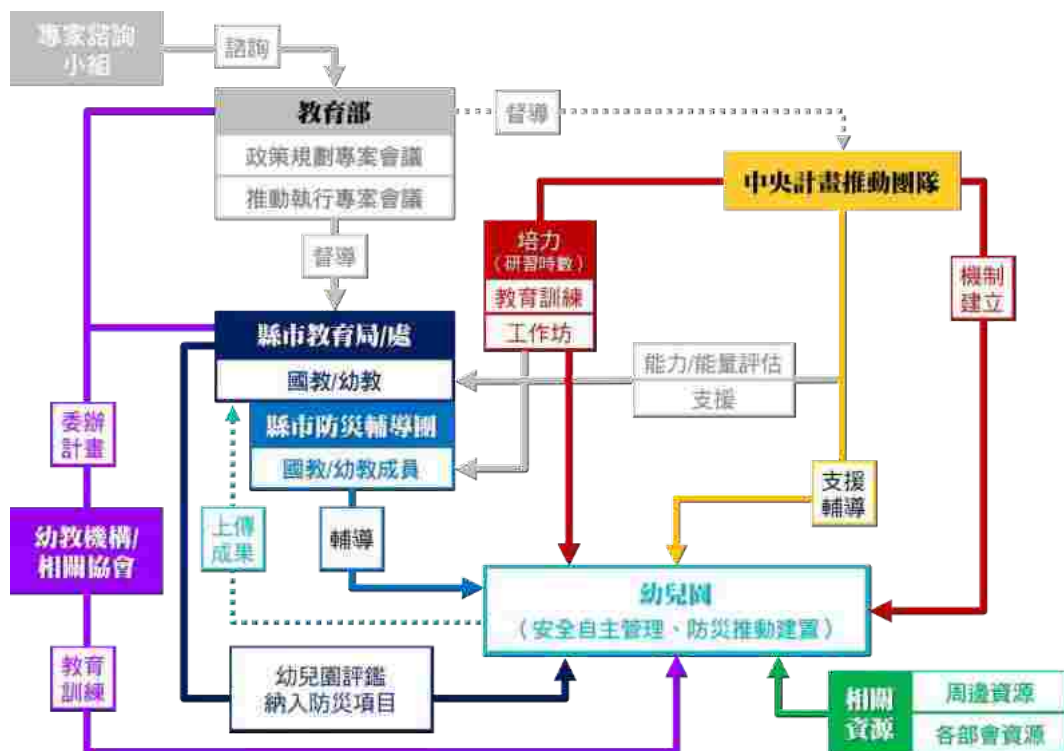 專家諮詢
小組
諮詢
教育部
政策規劃專案會議
推動執行專案會議
督導
中央計畫推動團隊
督導
培力
（研習時數）
教育訓練
工作坊
機制
建立
縣市教育局/處
國教/幼教
能力/能量評估
支援
縣市防災輔導團
國教/幼教成員
委辦
計畫
支援
輔導
上傳
成果
輔導
幼教機構/
相關協會
幼兒園
（安全自主管理、防災推動建置）
教育
訓練
幼兒園評鑑
納入防災項目
相關
資源
周邊資源
各部會資源